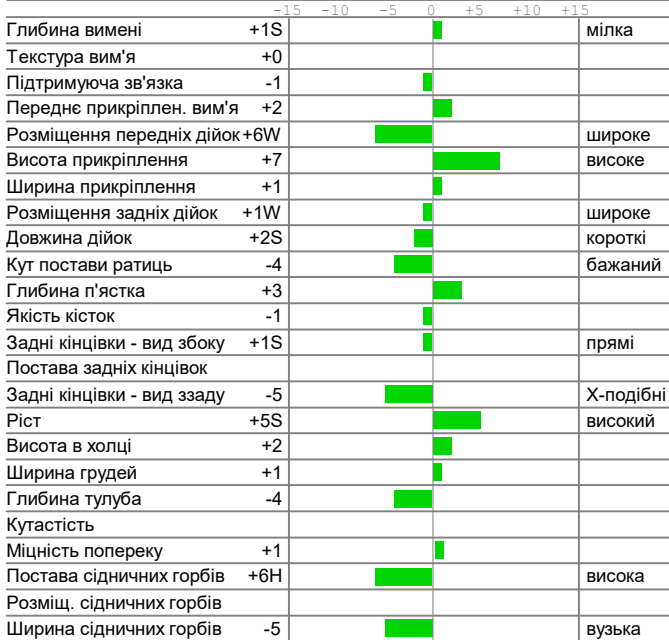 -15 -10 -5 0 +5 +10 +15
Глибина вимені +1S мілка
Текстура вим'я +0
Підтримуюча зв'язка -1
Переднє прикріплен. вим'я +2
Розміщення передніх дійок +6W широке
Висота прикріплення +7 високе
Ширина прикріплення +1
Розміщення задніх дійок +1W широке
Довжина дійок +2S короткі
Кут постави ратиць -4 бажаний
Глибина п'ястка +3
Якість кісток -1
Задні кінцівки - вид збоку +1S прямі
Постава задніх кінцівок
Задні кінцівки - вид ззаду -5 Х-подібні
Ріст +5S високий
Висота в холці +2
Ширина грудей +1
Глибина тулуба -4
Кутастість
Міцність попереку +1
Постава сідничних горбів +6H висока
Розміщ. сідничних горбів
Ширина сідничних горбів -5 вузька